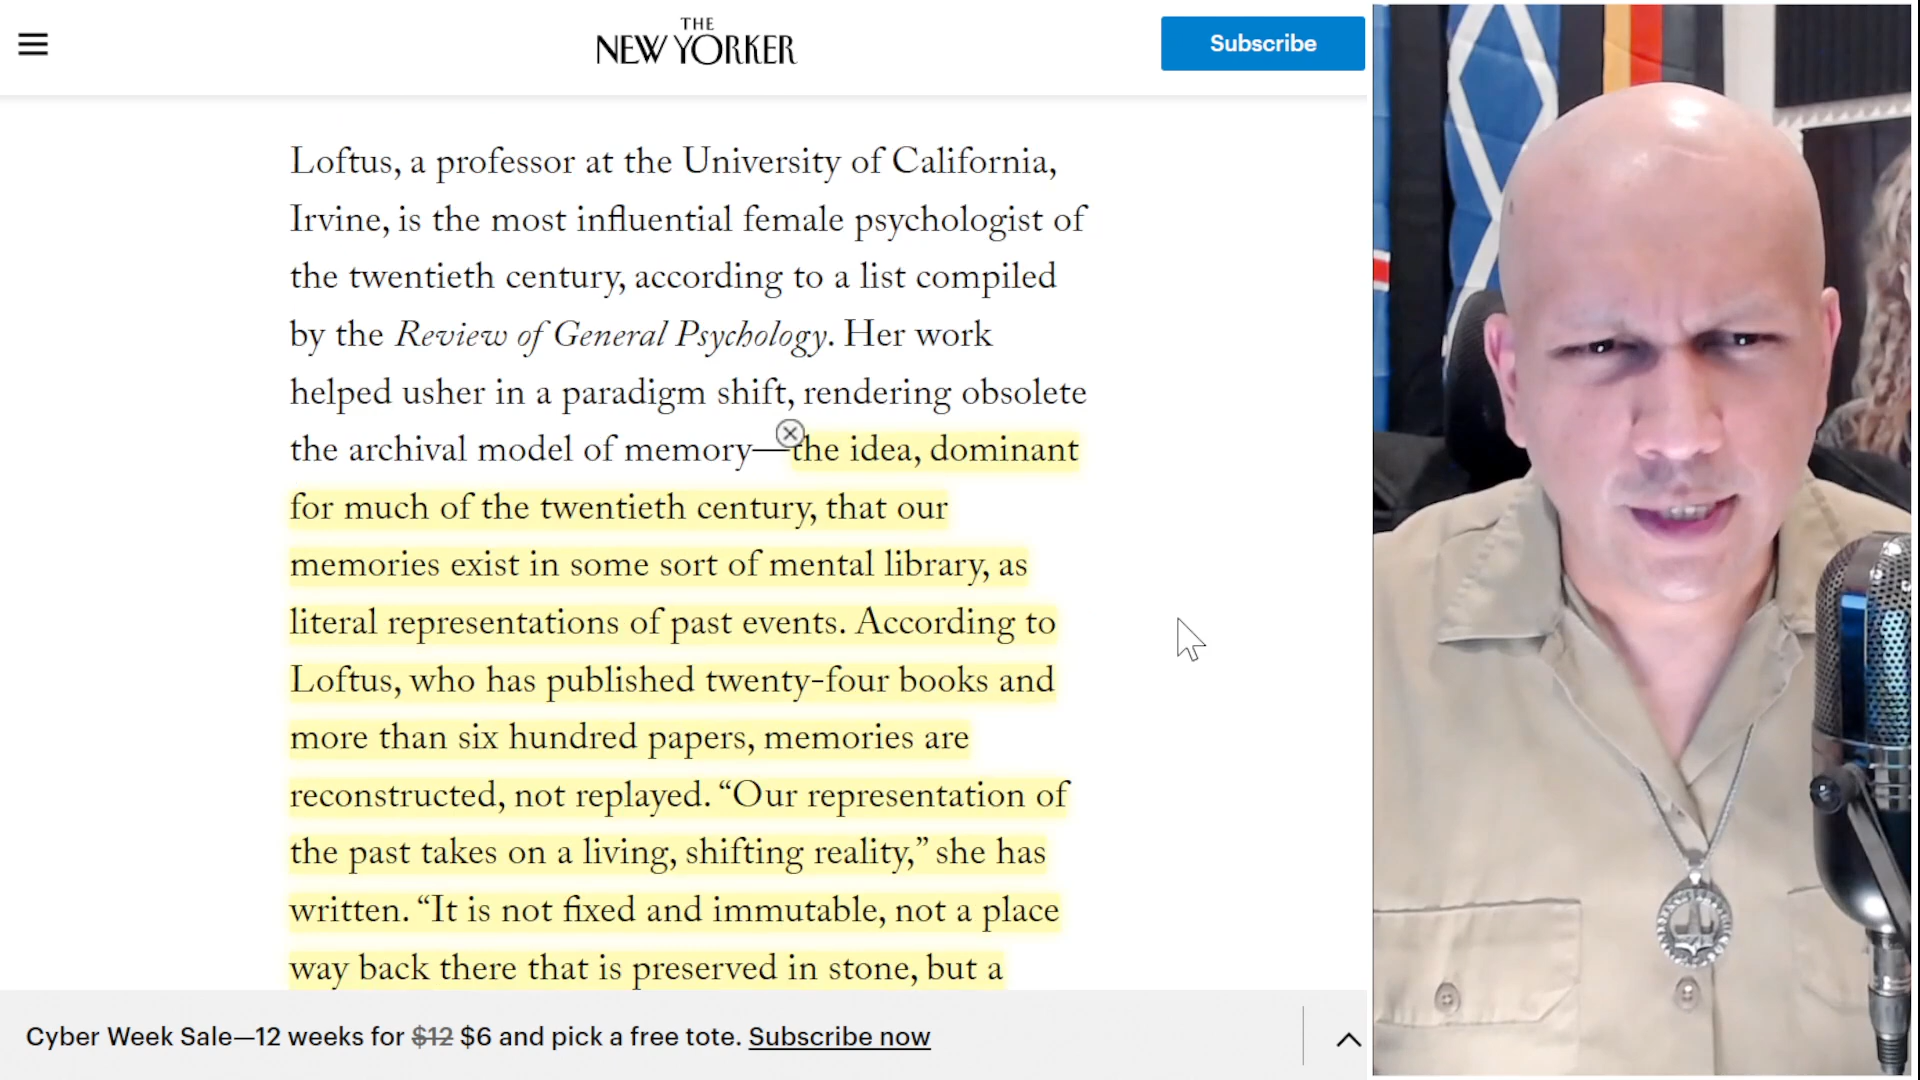 THE
NEW YORKER
Subscribe
Loftus, a professor at the University of California,
Irvine, is the most influential female psychologist of
the twentieth century, according to a list compiled
by the Review of General Psychology. Her work
helped usher in a paradigm shift, rendering obsolete
the archival model of memory—the idea, dominant
for much of the twentieth century, that our
memories exist in some sort of mental library, as
literal representations of past events. According to
Loftus, who has published twenty-four books and
more than six hundred papers, memories are
reconstructed, not replayed. “Our representation of
the past takes on a living, shifting reality,” she has
written. “It is not fixed and immutable, not a place
way back there that is preserved in stone, but a
Cyber Week Sale—12 weeks for $12 $6 and pick a free tote. Subscribe now